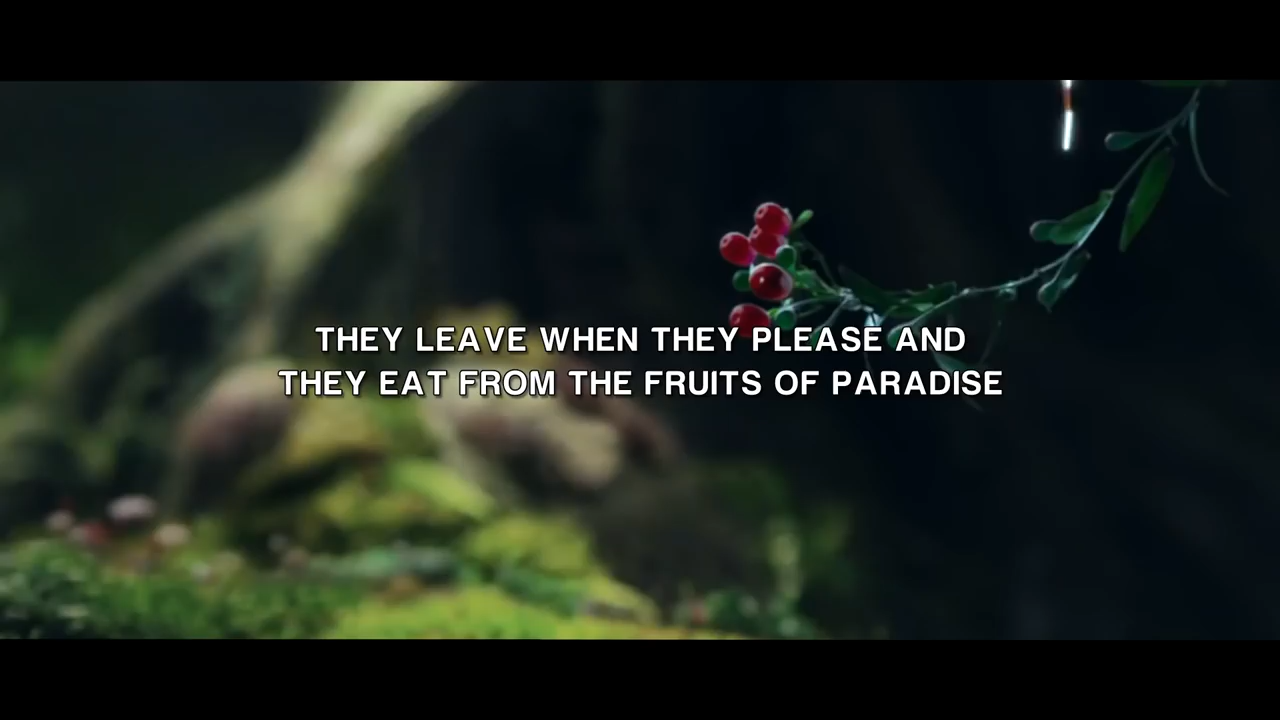 THEY LEAVE WHEN THEY PLEASE AND
THEY EAT FROM THE FRUITS OF PARADISE